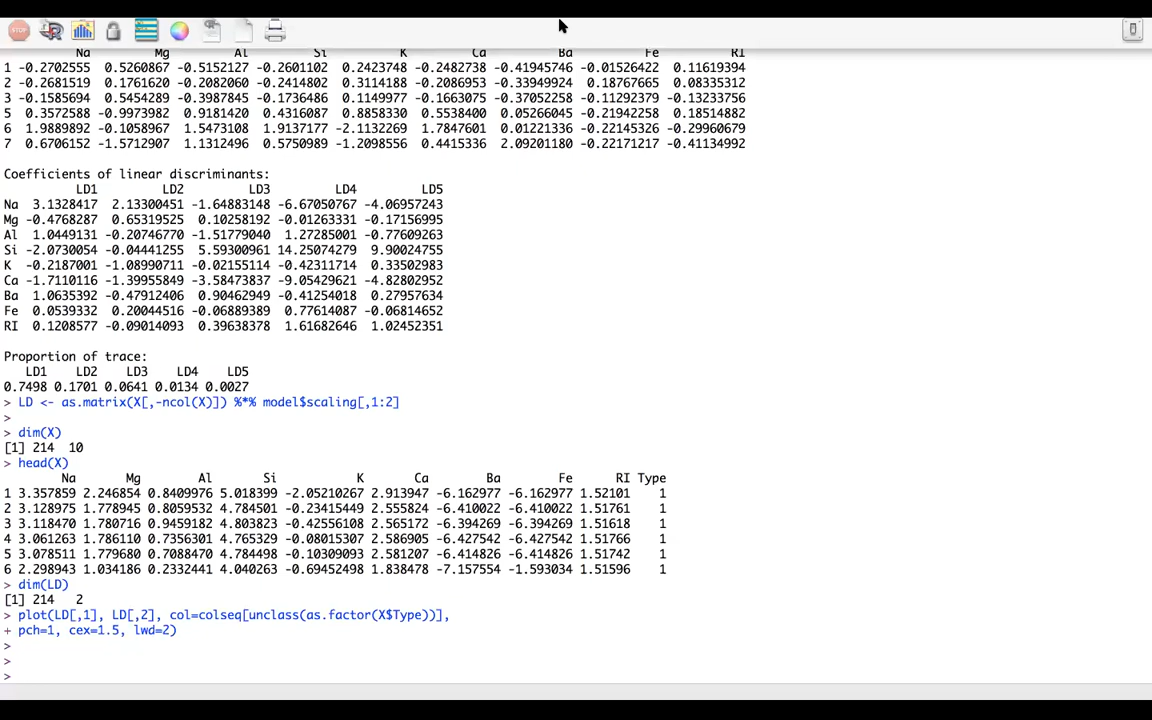 STOP
Na Mg Al Si K Ca Ba Fe RI
1 -0.2702555 0.5260867 -0.5152127 -0.2601102 0.2423748 -0.2482738 -0.41945746 -0.01526422 0.11619394
2 -0.2681519 0.1761620 -0.2082060 -0.2414802 0.3114188 -0.2086953 -0.33949924 0.18767665 0.08335312
3 -0.1585694 0.5454289 -0.3987845 -0.1736486 0.1149977 -0.1663075 -0.37052258 -0.11292379 -0.13233756
5 0.3572588 -0.9973982 0.9181420 0.4316087 0.8858330 0.5538400 0.05266045 -0.21942258 0.18514882
6 1.9889892 -0.1058967 1.5473108 1.9137177 -2.1132269 1.7847601 0.01221336 -0.22145326 -0.29960679
7 0.6706152 -1.5712907 1.1312496 0.5750989 -1.2098556 0.4415336 2.09201180 -0.22171217 -0.41134992
Coefficients of linear discriminants:
LD1 LD2 LD3 LD4 LD5
Na 3.1328417 2.13300451 -1.64883148 -6.67050767 -4.06957243
Mg -0.4768287 0.65319525 0.10258192 -0.01263331 -0.17156995
Al 1.0449131 -0.20746770 -1.51779040 1.27285001 -0.77609263
Si -2.0730054 -0.04441255 5.59300961 14.25074279 9.90024755
K -0.2187001 -1.08990711 -0.02155114 -0.42311714 0.33502983
Ca -1.7110116 -1.39955849 -3.58473837 -9.05429621 -4.82802952
Ba 1.0635392 -0.47912406 0.90462949 -0.41254018 0.27957634
Fe 0.0539332 0.20044516 -0.06889389 0.77614087 -0.06814652
RI 0.1208577 -0.09014093 0.39638378 1.61682646 1.02452351
Proportion of trace:
LD1 LD2 LD3 LD4 LD5
0.7498 0.1701 0.0641 0.0134 0.0027
> LD <- as.matrix(X[,-ncol(X)]) %*% model$scaling[,1:2]
>
> dim(X)
[1] 214 10
> head(X)
Na Mg Al Si K Ca Ba Fe RI Type
1 3.357859 2.246854 0.8409976 5.018399 -2.05210267 2.913947 -6.162977 -6.162977 1.52101 1
2 3.128975 1.778945 0.8059532 4.784501 -0.23415449 2.555824 -6.410022 -6.410022 1.51761 1
3 3.118470 1.780716 0.9459182 4.803823 -0.42556108 2.565172 -6.394269 -6.394269 1.51618 1
4 3.061263 1.786110 0.7356301 4.765329 -0.08015307 2.586905 -6.427542 -6.427542 1.51766 1
5 3.078511 1.779680 0.7088470 4.784498 -0.10309093 2.581207 -6.414826 -6.414826 1.51742 1
6 2.298943 1.034186 0.2332441 4.040263 -0.69452498 1.838478 -7.157554 -1.593034 1.51596 1
> dim(LD)
[1] 214 2
> plot(LD[,1], LD[,2], col=colseq[unclass(as.factor(X$Type))],
+ pch=1, cex=1.5, lwd=2)
>
>
>